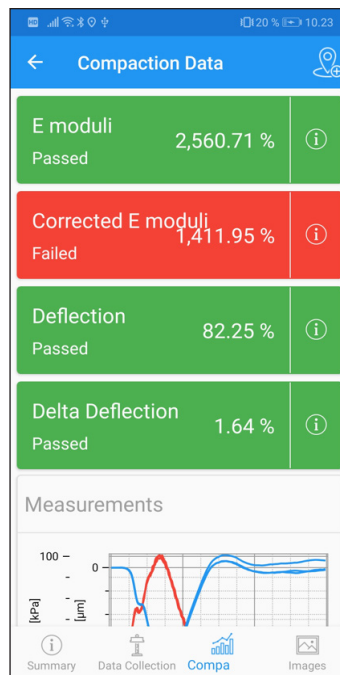 HD 20 % 10.23
Compaction Data
E moduli
2,560.71 %
Passed
Corrected E moduli
1,411.95 %
Failed
Deflection
82.25 %
Passed
Delta Deflection
1.64 %
Passed
Measurements
100
0
[kPa]
[µm]
Summary
Data Collection
Compa
Images